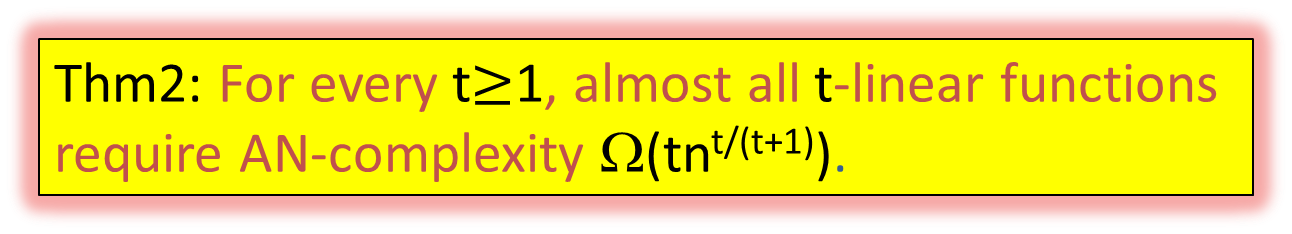 Thm2: For every t≥1, almost all t-linear functions
require AN-complexity Ω(tn^{t/(t+1)}).